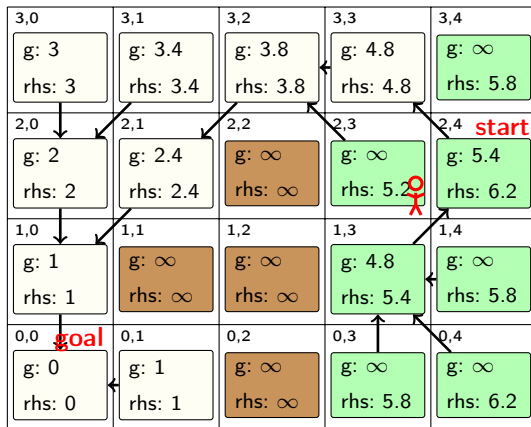 3,0 3,1 3,2 3,3 3,4
g: 3 g: 3.4 g: 3.8 g: 4.8 g: ∞
rhs: 3 rhs: 3.4 rhs: 3.8 rhs: 4.8 rhs: 5.8
2,0 2,1 2,2 2,3 2,4 start
g: 2 g: 2.4 g: ∞ g: ∞ g: 5.4
rhs: 2 rhs: 2.4 rhs: ∞ rhs: 5.2 rhs: 6.2
1,0 1,1 1,2 1,3 1,4
g: 1 g: ∞ g: ∞ g: 4.8 g: ∞
rhs: 1 rhs: ∞ rhs: ∞ rhs: 5.4 rhs: 5.8
0,0 goal 0,1 0,2 0,3 0,4
g: 0 g: 1 g: ∞ g: ∞ g: ∞
rhs: 0 rhs: 1 rhs: ∞ rhs: 5.8 rhs: 6.2